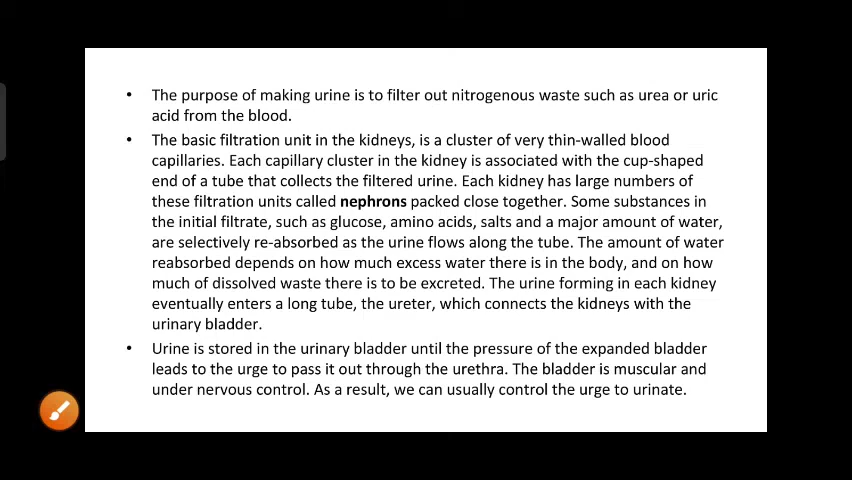 • The purpose of making urine is to filter out nitrogenous waste such as urea or uric
acid from the blood.
• The basic filtration unit in the kidneys, is a cluster of very thin-walled blood
capillaries. Each capillary cluster in the kidney is associated with the cup-shaped
end of a tube that collects the filtered urine. Each kidney has large numbers of
these filtration units called nephrons packed close together. Some substances in
the initial filtrate, such as glucose, amino acids, salts and a major amount of water,
are selectively re-absorbed as the urine flows along the tube. The amount of water
reabsorbed depends on how much excess water there is in the body, and on how
much of dissolved waste there is to be excreted. The urine forming in each kidney
eventually enters a long tube, the ureter, which connects the kidneys with the
urinary bladder.
• Urine is stored in the urinary bladder until the pressure of the expanded bladder
leads to the urge to pass it out through the urethra. The bladder is muscular and
under nervous control. As a result, we can usually control the urge to urinate.